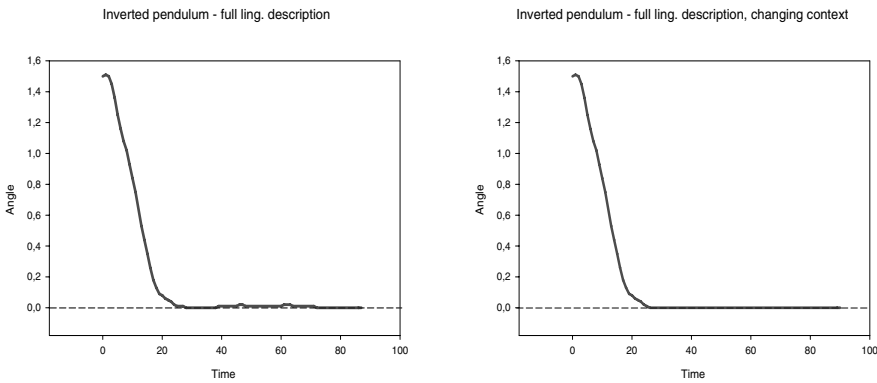 Inverted pendulum - full ling. description
1,6
1,4
1,2
1,0
0,8
0,6
0,4
0,2
0,0
Angle
0 20 40 60 80 100
Time
Inverted pendulum - full ling. description, changing context
1,6
1,4
1,2
1,0
0,8
0,6
0,4
0,2
0,0
Angle
0 20 40 60 80 100
Time